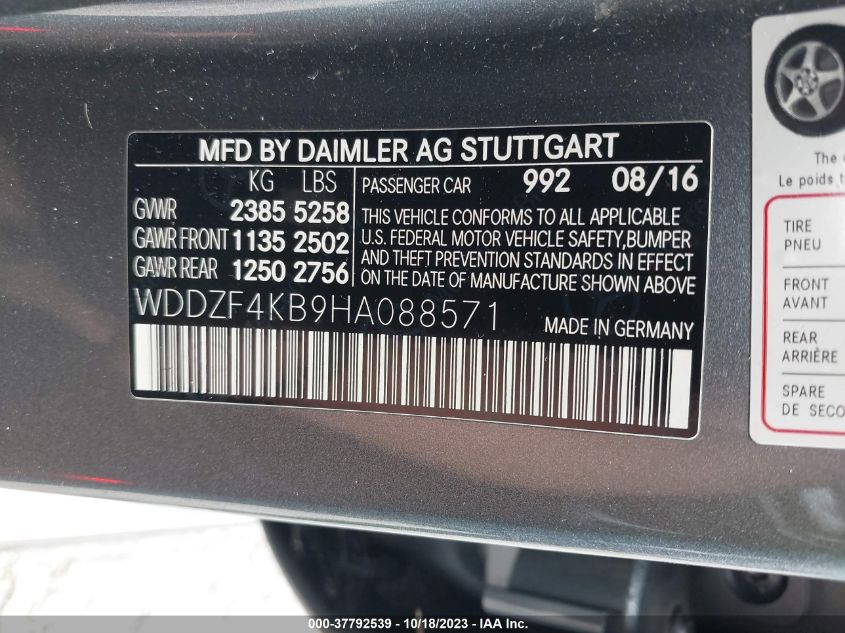 MFD BY DAIMLER AG STUTTGART
KG LBS
GVWR 2385 5258
GAWR FRONT 1135 2502
GAWR REAR 1250 2756
PASSENGER CAR 992 08/16
THIS VEHICLE CONFORMS TO ALL APPLICABLE
U.S. FEDERAL MOTOR VEHICLE SAFETY,BUMPER
AND THEFT PREVENTION STANDARDS IN EFFECT
ON THE DATE OF MANUFACTURE SHOWN ABOVE
WDDZF4KB9HA088571
MADE IN GERMANY
The
Le poids
TIRE
PNEU
FRONT
AVANT
REAR
ARRIÈRE
SPARE
DE
000-37792539 | 10/18/2023 | IAA Inc.